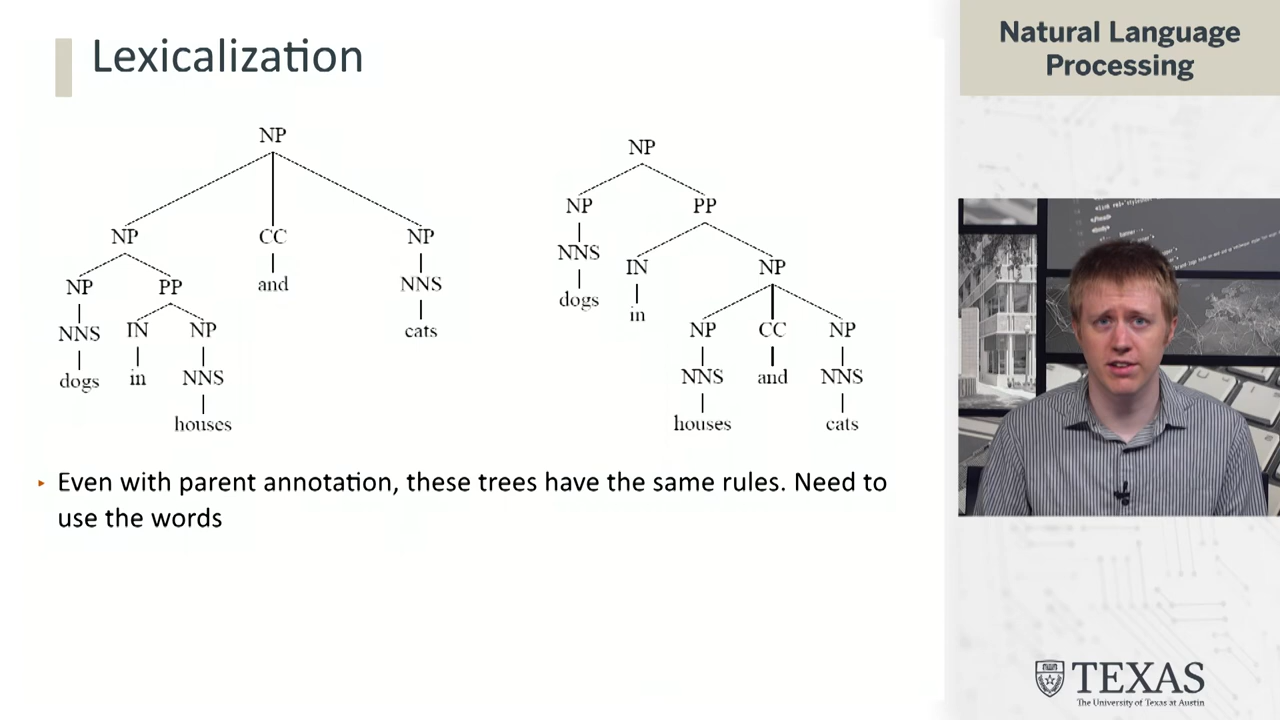 Lexicalization
Natural Language
Processing
NP
NP CC NP
NP PP and NNS
NNS IN NP cats
dogs in NNS
houses
NP
NP PP
NNS IN NP
dogs in
NP CC NP
NNS and NNS
houses cats
Even with parent annotation, these trees have the same rules. Need to
use the words
TEXAS
The University of Texas at Austin